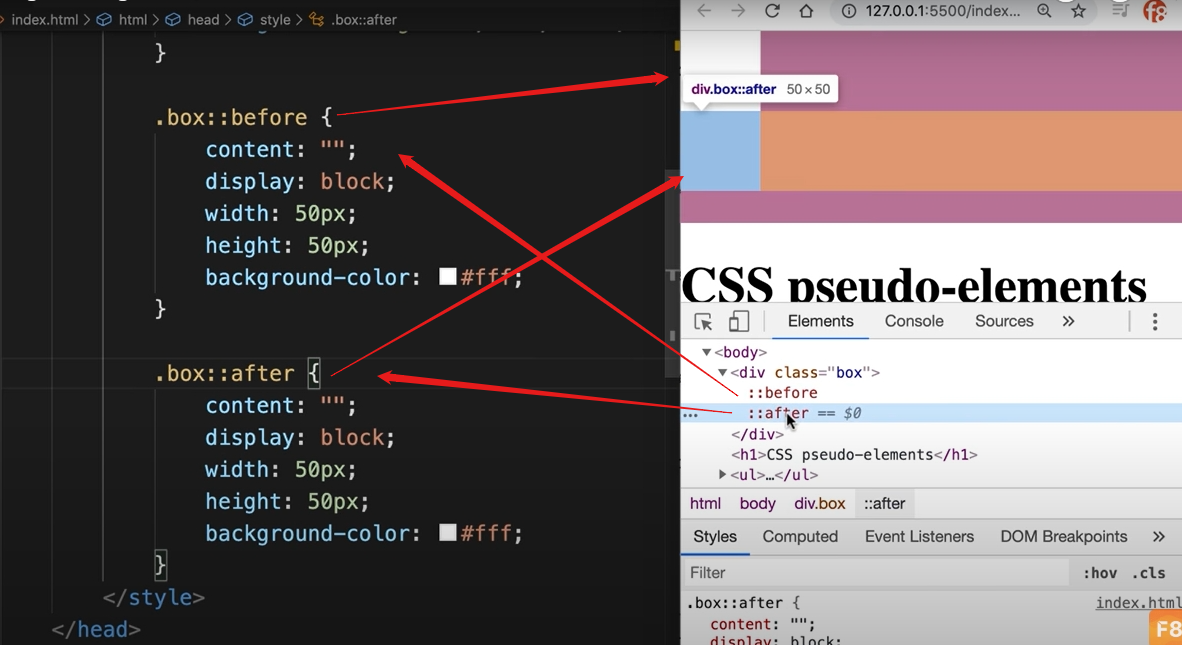 index.html > html > head > style > .box::after
}
.box::before {
content: "";
display: block;
width: 50px;
height: 50px;
background-color: #fff;
}
.box::after {
content: "";
display: block;
width: 50px;
height: 50px;
background-color: #fff;
}
</style>
</head>
127.0.0.1:5500/index...
f8
div.box::after 50×50
CSS pseudo-elements
Elements Console Sources »
<body>
<div class="box">
::before
... ::after == $0
</div>
<h1>CSS pseudo-elements</h1>
<ul>…</ul>
html body div.box ::after
Styles Computed Event Listeners DOM Breakpoints »
Filter :hov .cls
.box::after { index.html
content: "";
display: block;
F8